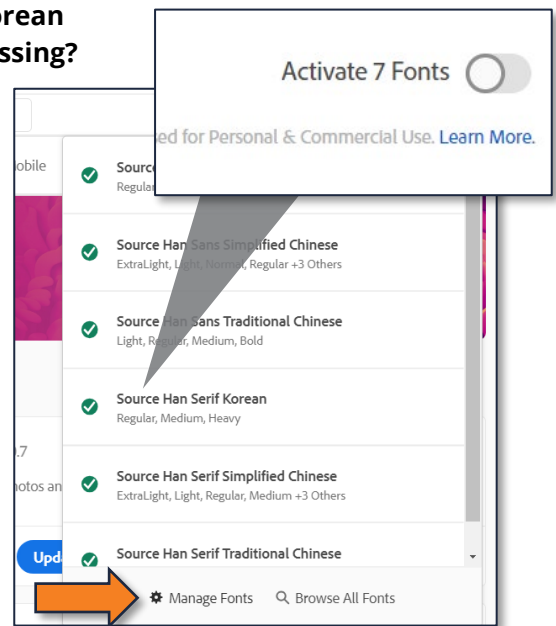 orean
ssing?
Activate 7 Fonts
ed for Personal & Commercial Use. Learn More.
obile
Source
Regular
Source Han Sans Simplified Chinese
ExtraLight, Light, Normal, Regular +3 Others
Source Han Sans Traditional Chinese
Light, Regular, Medium, Bold
Source Han Serif Korean
Regular, Medium, Heavy
.7
Source Han Serif Simplified Chinese
otos an
ExtraLight, Light, Regular, Medium +3 Others
Upd
Source Han Serif Traditional Chinese
Manage Fonts Browse All Fonts